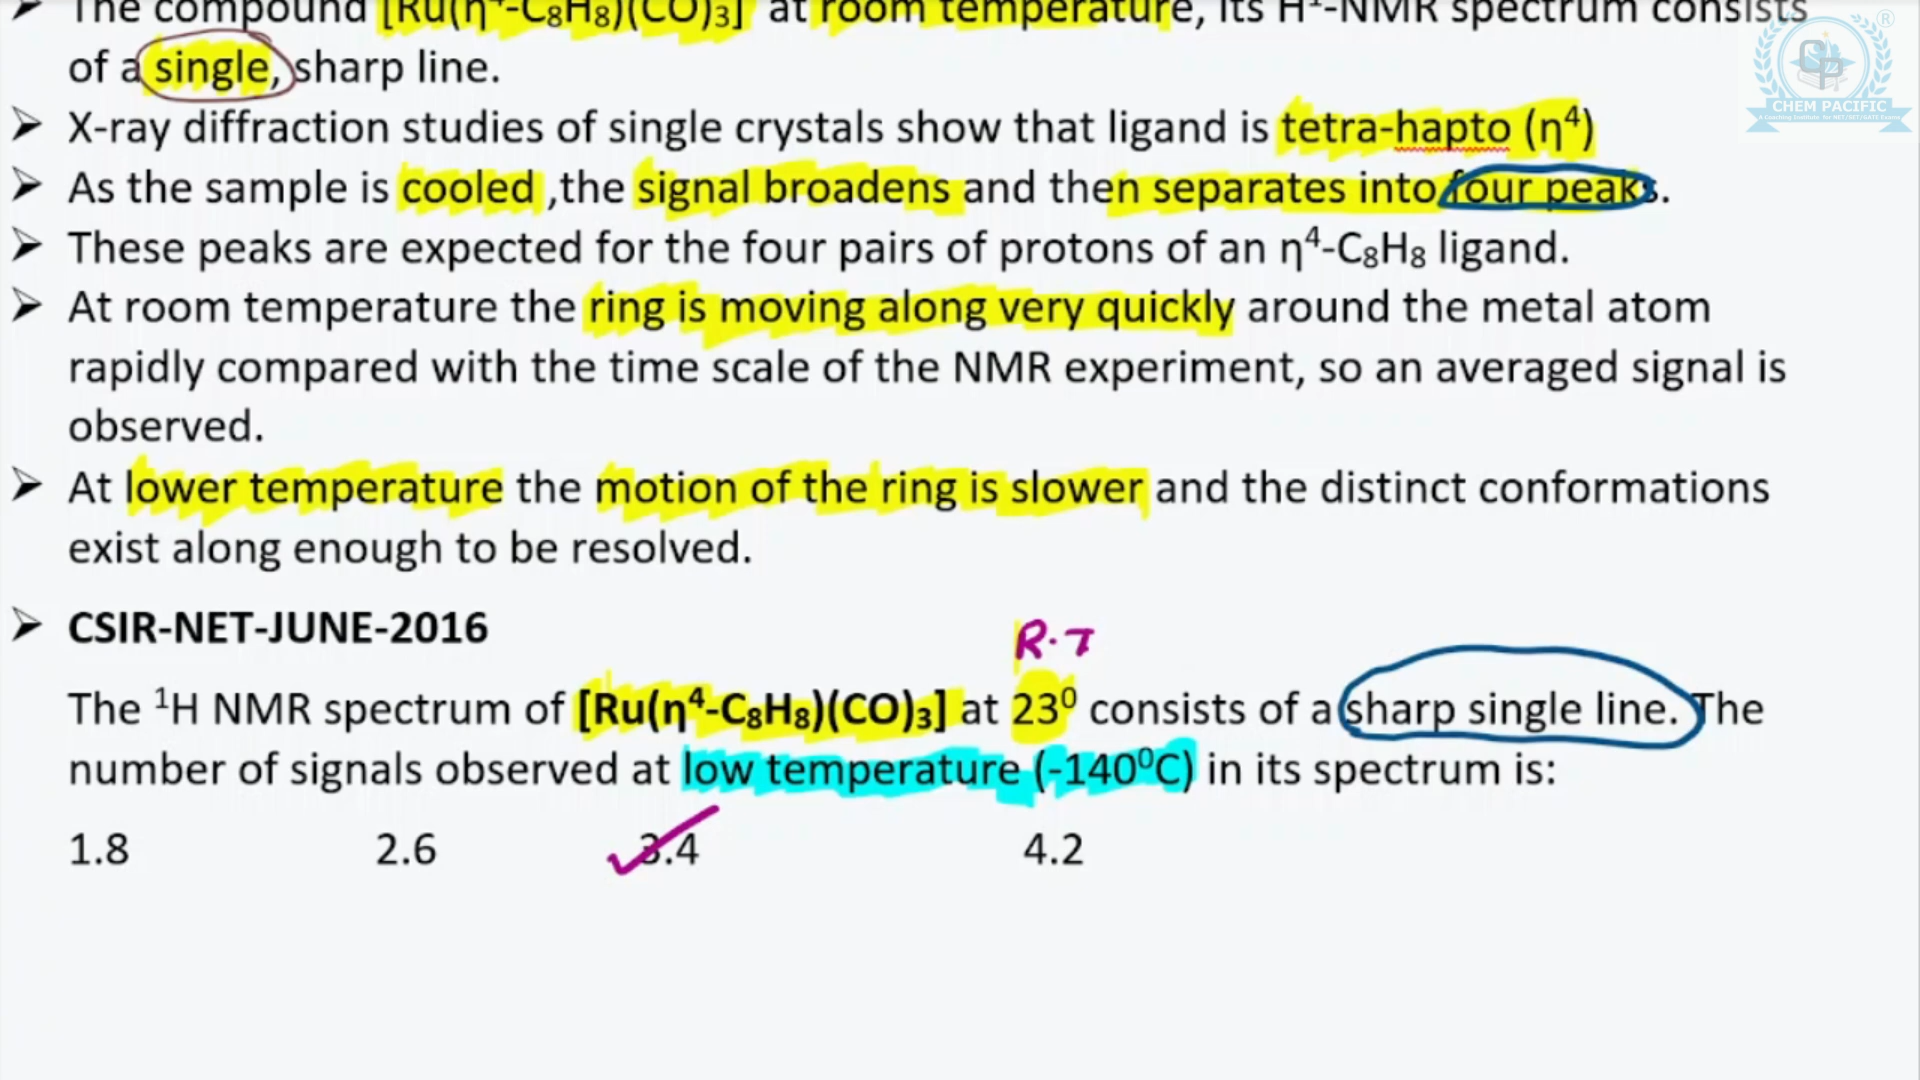 ➤ The compound [Ru(η⁴-C₈H₈)(CO)₃] at room temperature, its H¹-NMR spectrum consists
of a single, sharp line.
➤ X-ray diffraction studies of single crystals show that ligand is tetra-hapto (η⁴)
➤ As the sample is cooled ,the signal broadens and then separates into four peaks.
➤ These peaks are expected for the four pairs of protons of an η⁴-C₈H₈ ligand.
➤ At room temperature the ring is moving along very quickly around the metal atom
rapidly compared with the time scale of the NMR experiment, so an averaged signal is
observed.
➤ At lower temperature the motion of the ring is slower and the distinct conformations
exist along enough to be resolved.
➤ CSIR-NET-JUNE-2016
R.T
The ¹H NMR spectrum of [Ru(η⁴-C₈H₈)(CO)₃] at 23⁰ consists of a sharp single line. The
number of signals observed at low temperature (-140⁰C) in its spectrum is:
1.8 2.6 3.4 4.2
®
CP
CHEM PACIFIC
A Coaching Institute for NET/SET/GATE Exams